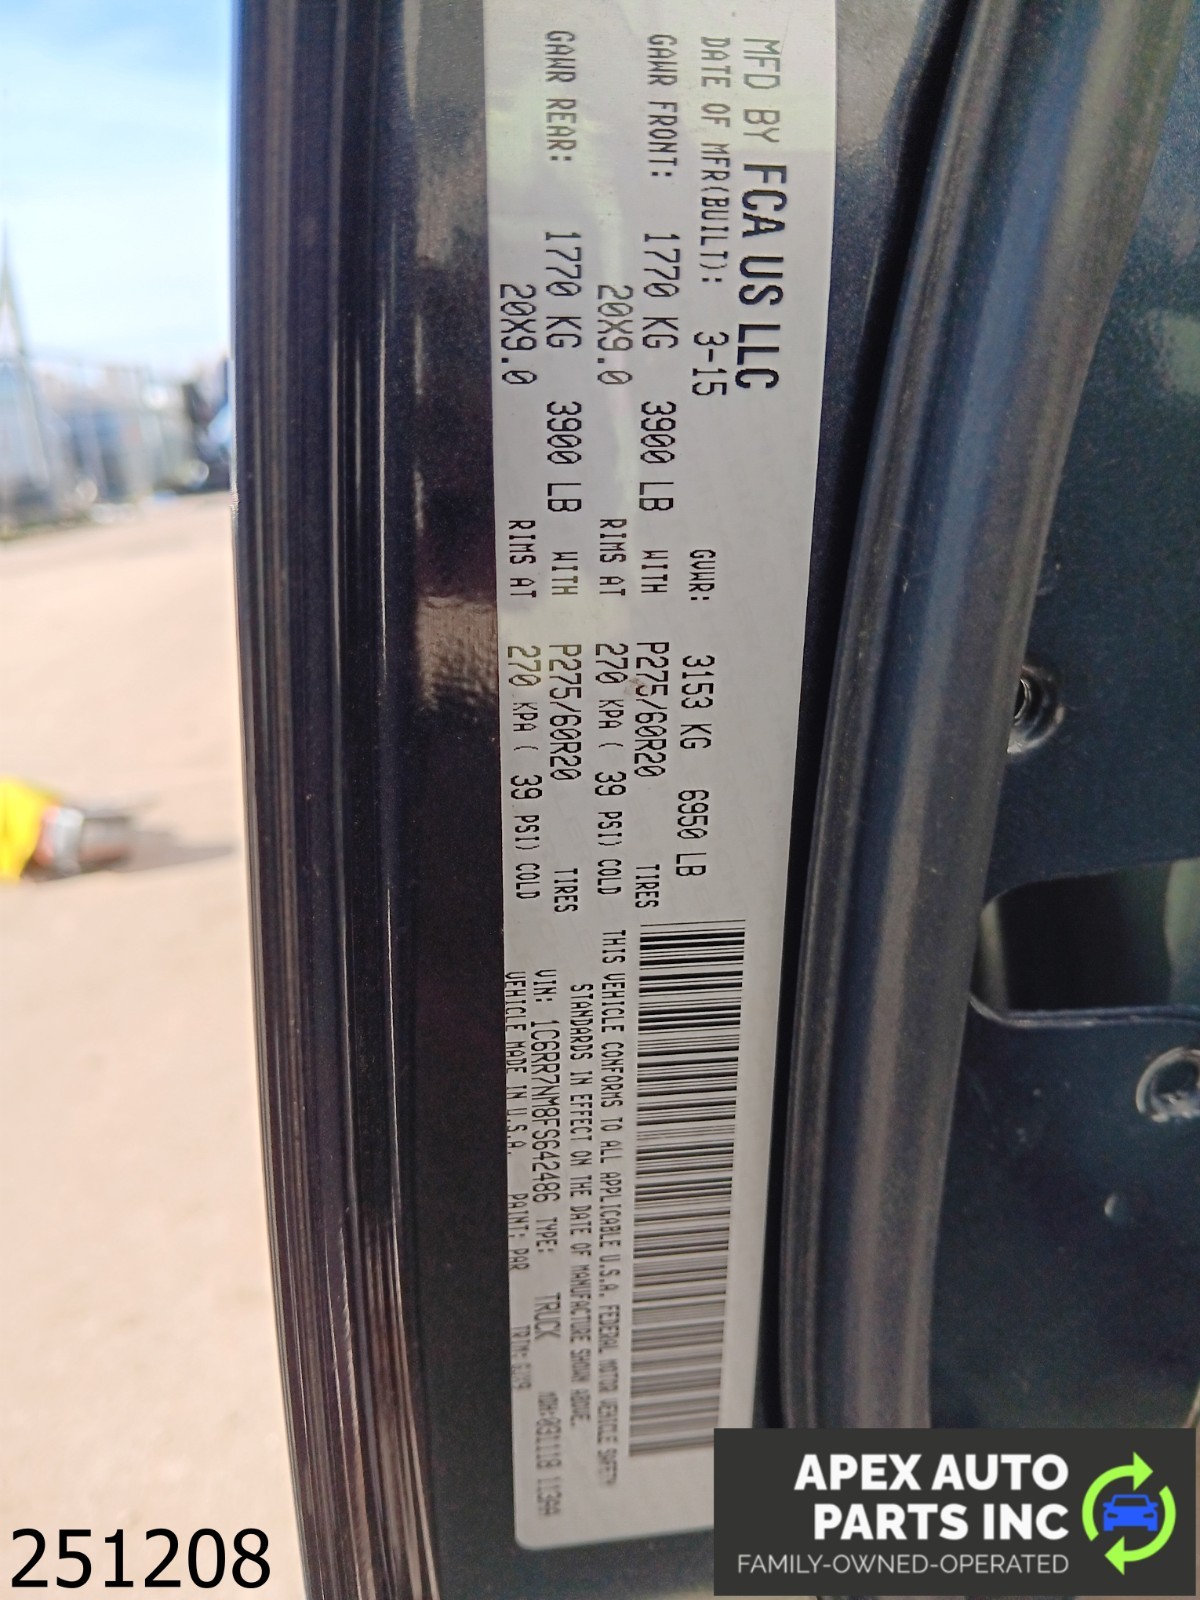 MFD BY FCA US LLC
DATE OF MFR(BUILT): 3-15 GVWR: 3153 KG 6950 LB
GAWR FRONT: 1770 KG 3900 LB WITH P275/60R20 TIRES
20X9.0 RIMS AT 270 KPA ( 39 PSI) COLD
GAWR REAR: 1770 KG 3900 LB WITH P275/60R20 TIRES
20X9.0 RIMS AT 270 KPA ( 39 PSI) COLD
THIS VEHICLE CONFORMS TO ALL APPLICABLE U.S.A. FEDERAL MOTOR VEHICLE SAFETY
STANDARDS IN EFFECT ON THE DATE OF MANUFACTURE SHOWN ABOVE.
VIN: 1C6RR7NM8FS642486 TYPE: TRUCK
VEHICLE MADE IN U.S.A. PAINT: PAR TRIM:
251208
APEX AUTO
PARTS INC
FAMILY-OWNED-OPERATED